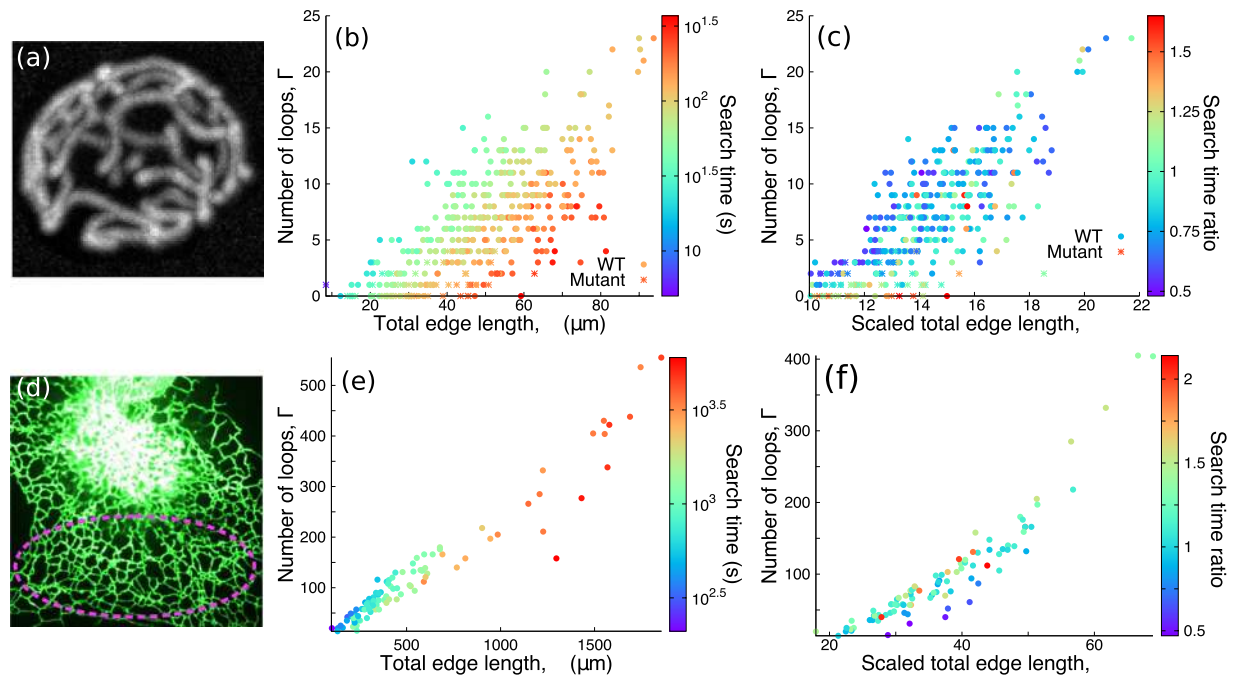 (a)
(b)
Number of loops, Γ
25
20
15
10
5
0
20
40
60
80
Total edge length, (μm)
WT
Mutant
10^1.5
10^2
10^1.5
10
Search time (s)
(c)
Number of loops, Γ
25
20
15
10
5
0
10
12
14
16
18
20
22
Scaled total edge length,
WT
Mutant
1.5
1.25
1
0.75
0.5
Search time ratio
(d)
(e)
Number of loops, Γ
500
400
300
200
100
500
1000
1500
Total edge length, (μm)
10^3.5
10^3
10^2.5
Search time (s)
(f)
Number of loops, Γ
400
300
200
100
20
40
60
Scaled total edge length,
2
1.5
1
0.5
Search time ratio